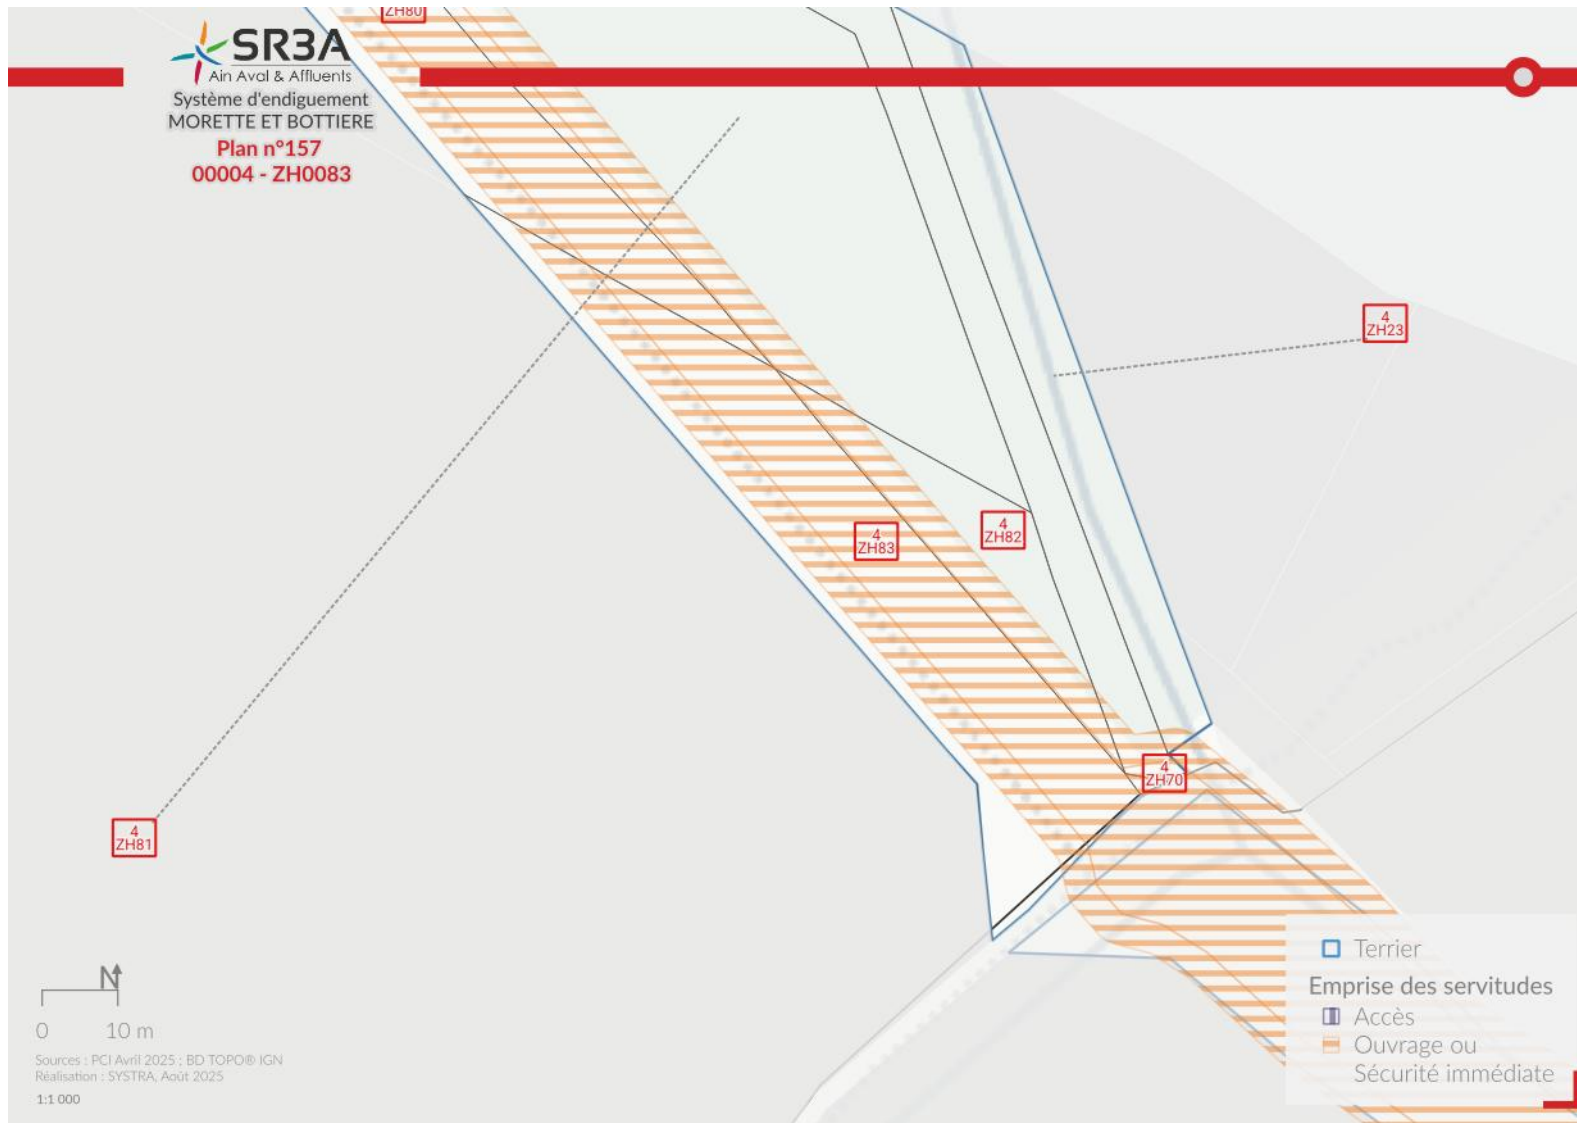 ZH80
SR3A
Ain Aval & Affluents
Système d'endiguement
MORETTE ET BOTTIERE
Plan n°157
00004 - ZH0083
4
ZH23
4
ZH83
4
ZH82
4
ZH70
4
ZH81
N
0 10 m
Sources : PCI Avril 2025 ; BD TOPO® IGN
Réalisation : SYSTRA, Août 2025
1:1 000
Terrier
Emprise des servitudes
Accès
Ouvrage ou
Sécurité immédiate